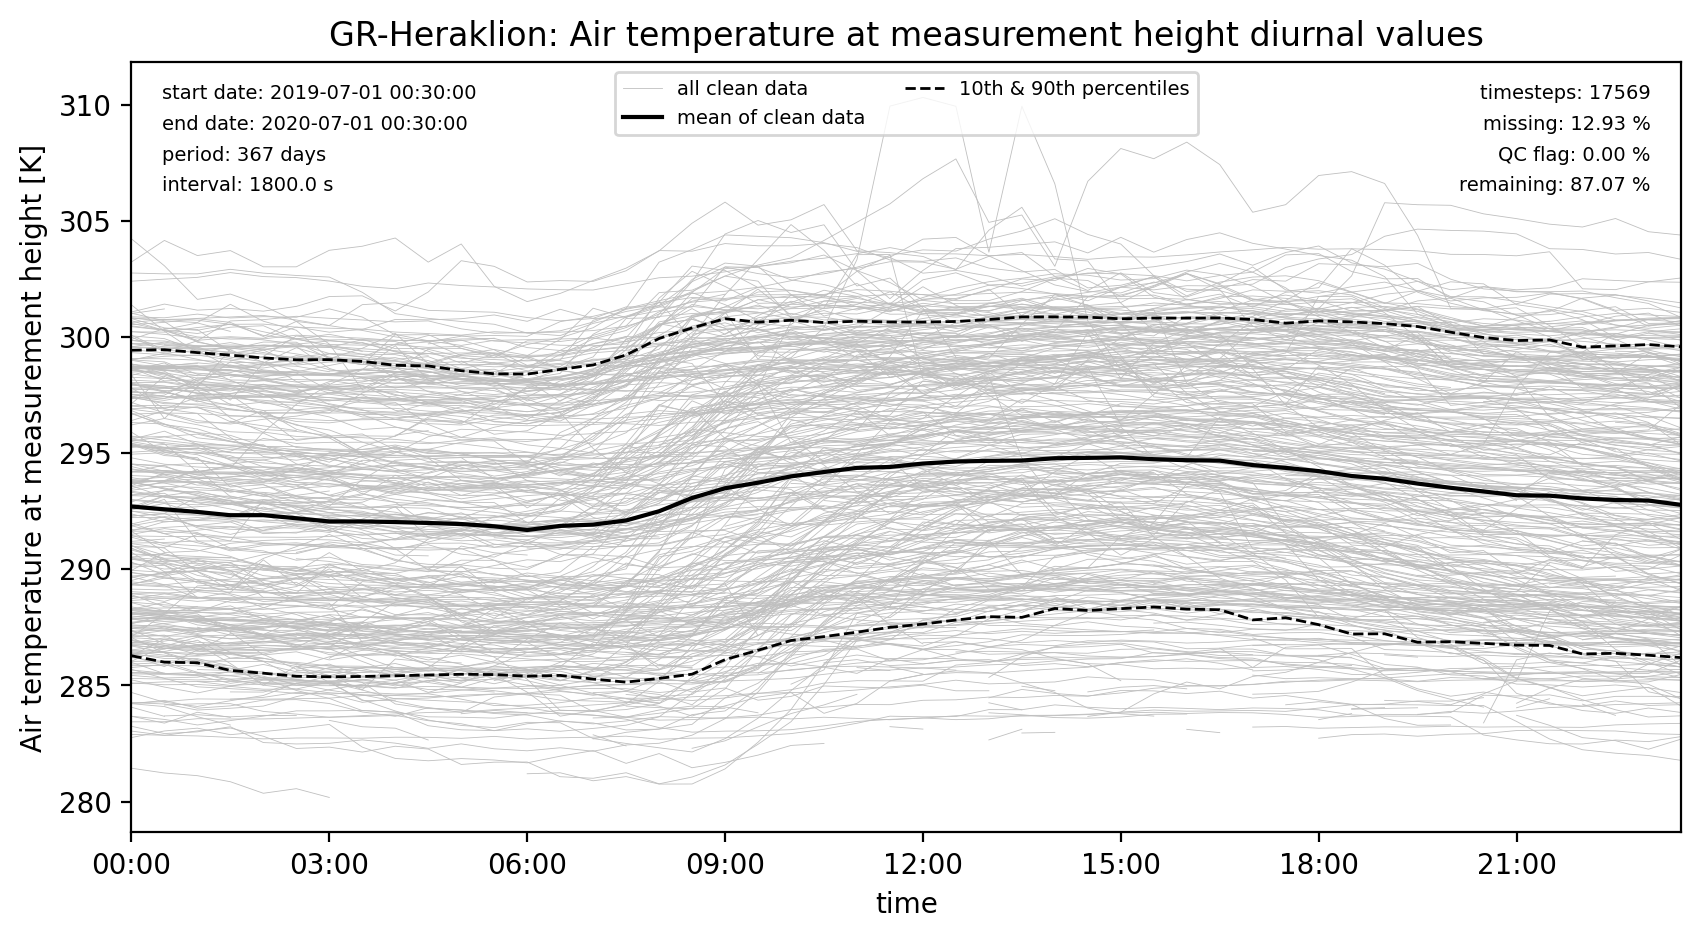 GR-Heraklion: Air temperature at measurement height diurnal values
start date: 2019-07-01 00:30:00
end date: 2020-07-01 00:30:00
period: 367 days
interval: 1800.0 s
all clean data
mean of clean data
10th & 90th percentiles
timesteps: 17569
missing: 12.93 %
QC flag: 0.00 %
remaining: 87.07 %
Air temperature at measurement height [K]
310
305
300
295
290
285
280
00:00 03:00 06:00 09:00 12:00 15:00 18:00 21:00
time